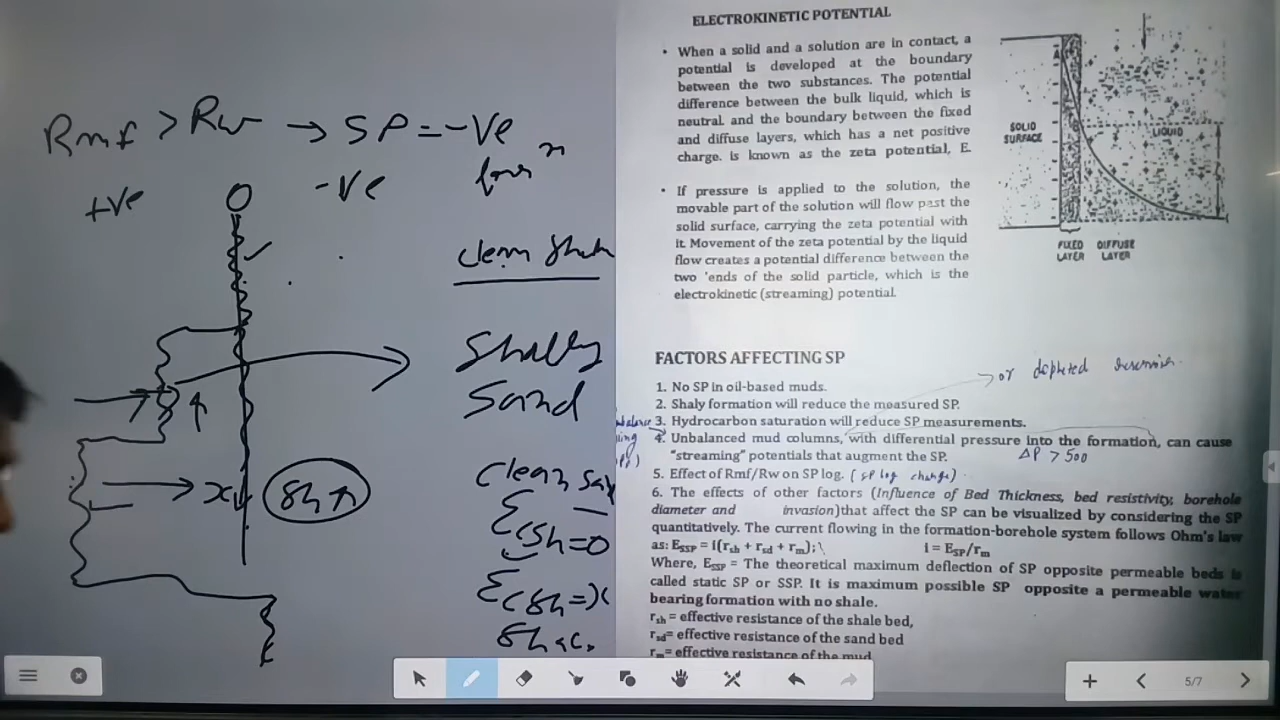 Rmf > Rw → SP = -Ve
for n
+Ve
-Ve
clean Shale
Shaly
Sand
Clean San
Ecsh=0
Ecsh=x
Shn
x
ELECTROKINETIC POTENTIAL
• When a solid and a solution are in contact, a
potential is developed at the boundary
between the two substances. The potential
difference between the bulk liquid, which is
neutral and the boundary between the fixed
and diffuse layers, which has a net positive
charge. is known as the zeta potential, E.
• If pressure is applied to the solution, the
movable part of the solution will flow past the
solid surface, carrying the zeta potential with
it. Movement of the zeta potential by the liquid
flow creates a potential difference between the
two 'ends of the solid particle, which is the
electrokinetic (streaming) potential.
SOLID
SURFACE
LIQUID
FIXED
LAYER
DIFFUSE
LAYER
FACTORS AFFECTING SP
→ or depleted reservoir.
1. No SP in oil-based muds.
2. Shaly formation will reduce the measured SP.
3. Hydrocarbon saturation will reduce SP measurements.
4. Unbalanced mud columns, with differential pressure into the formation, can cause
"streaming" potentials that augment the SP.
ΔP > 500
5. Effect of Rmf/Rw on SP log. (SP log change)
6. The effects of other factors (Influence of Bed Thickness, bed resistivity, borehole
diameter and invasion)that affect the SP can be visualized by considering the SP
quantitatively. The current flowing in the formation-borehole system follows Ohm's law
as: ESSP = i(rsh + rsd + rm); i = ESP/rm
Where, ESSP = The theoretical maximum deflection of SP opposite permeable beds is
called static SP or SSP. It is maximum possible SP opposite a permeable water
bearing formation with no shale.
rsh = effective resistance of the shale bed,
rsd= effective resistance of the sand bed
rm= effective resistance of the mud
5/7